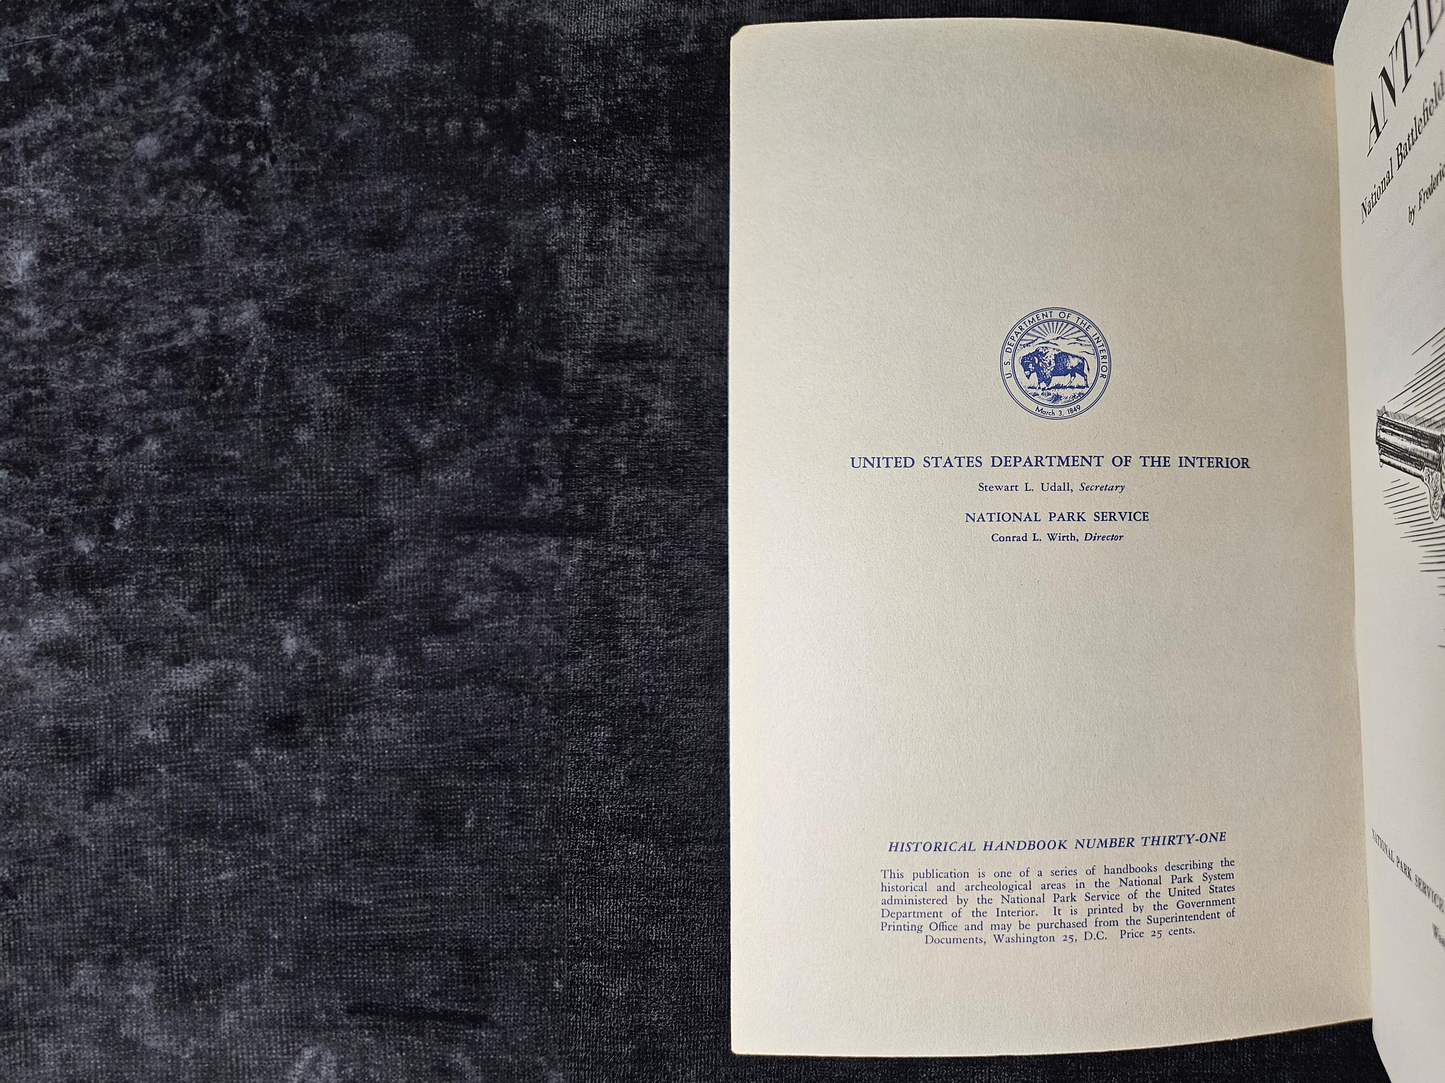 U.S. DEPARTMENT OF THE INTERIOR
March 3, 1849
UNITED STATES DEPARTMENT OF THE INTERIOR
Stewart L. Udall, Secretary
NATIONAL PARK SERVICE
Conrad L. Wirth, Director
HISTORICAL HANDBOOK NUMBER THIRTY-ONE
This publication is one of a series of handbooks describing the
historical and archeological areas in the National Park System
administered by the National Park Service of the United States
Department of the Interior. It is printed by the Government
Printing Office and may be purchased from the Superintendent of
Documents, Washington 25, D.C. Price 25 cents.
National Battlefield
by
NATIONAL PARK SERVICE